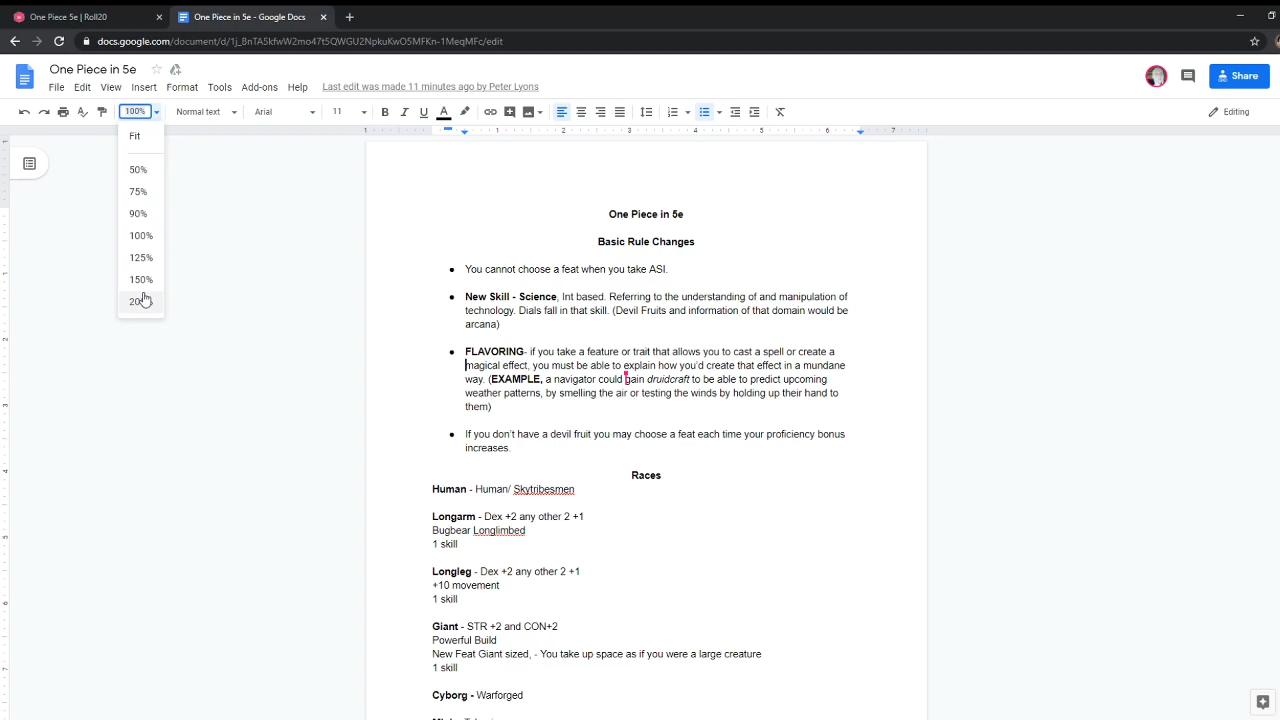 One Piece 5e | Roll20
One Piece in 5e - Google Docs
docs.google.com/document/d/1j_8nTA5kfwW2mo47t5QWGU2NpkuKwO5MFKn-1MeqMFc/edit
One Piece in 5e
File Edit View Insert Format Tools Add-ons Help Last edit was made 11 minutes ago by Peter Lyons
Share
100% Normal text Arial 11 Editing
Fit
50%
75%
90%
100%
125%
150%
1 1 2 3 4 5 6 7
One Piece in 5e
Basic Rule Changes
● You cannot choose a feat when you take ASI.
● New Skill - Science, Int based. Referring to the understanding of and manipulation of
technology. Dials fall in that skill. (Devil Fruits and information of that domain would be
arcana)
● FLAVORING- if you take a feature or trait that allows you to cast a spell or create a
magical effect, you must be able to explain how you'd create that effect in a mundane
way. (EXAMPLE, a navigator could gain druidcraft to be able to predict upcoming
weather patterns, by smelling the air or testing the winds by holding up their hand to
them)
● If you don't have a devil fruit you may choose a feat each time your proficiency bonus
increases.
Races
Human - Human/ Skytribesmen
Longarm - Dex +2 any other 2 +1
Bugbear Longlimbed
1 skill
Longleg - Dex +2 any other 2 +1
+10 movement
1 skill
Giant - STR +2 and CON+2
Powerful Build
New Feat Giant sized, - You take up space as if you were a large creature
1 skill
Cyborg - Warforged